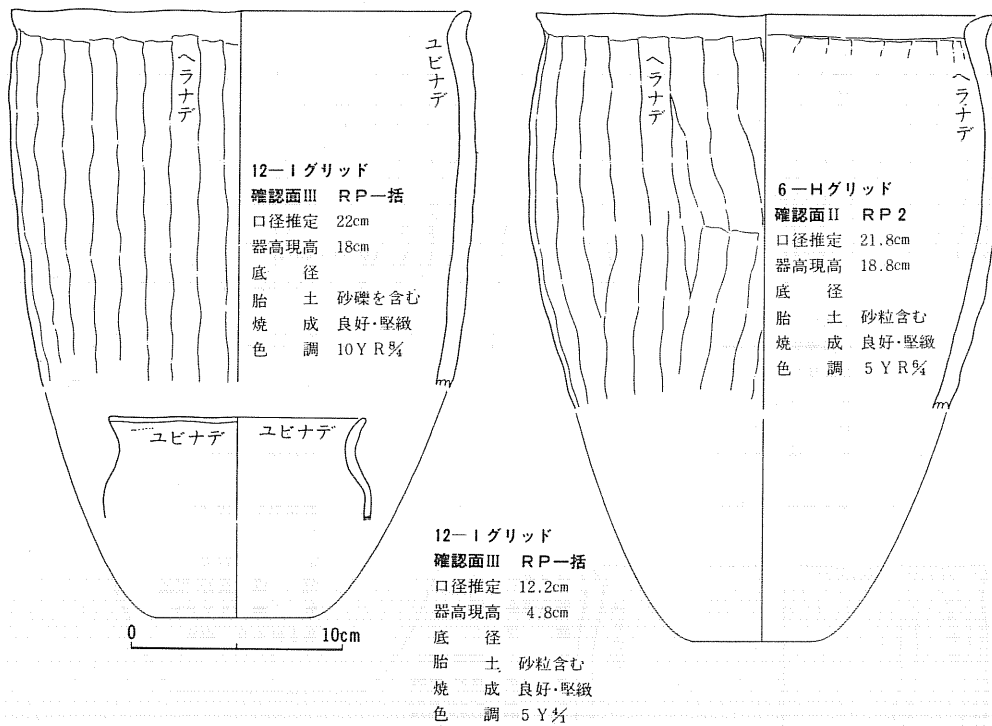 ヘラナデ
ユビナデ
12—Iグリッド
確認面III RP一括
口径推定 22cm
器高現高 18cm
底径
胎土 砂礫を含む
焼成 良好・堅緻
色調 10YR8/4
ヘラナデ
ヘラナデ
6—Hグリッド
確認面II RP2
口径推定 21.8cm
器高現高 18.8cm
底径
胎土 砂粒含む
焼成 良好・堅緻
色調 5YR6/4
ユビナデ ユビナデ
0 10cm
12—Iグリッド
確認面III RP一括
口径推定 12.2cm
器高現高 4.8cm
底径
胎土 砂粒含む
焼成 良好・堅緻
色調 5Y4/1